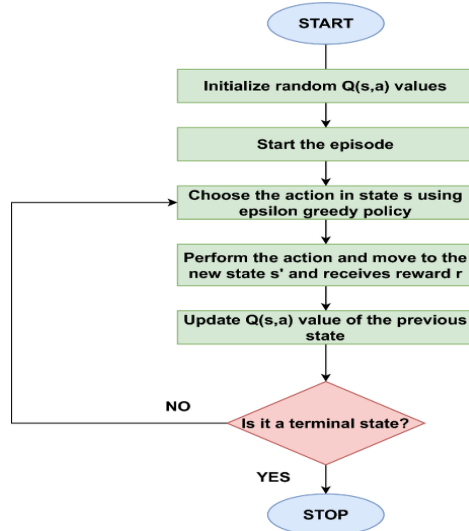 START
Initialize random Q(s,a) values
Start the episode
Choose the action in state s using
epsilon greedy policy
Perform the action and move to the
new state s' and receives reward r
Update Q(s,a) value of the previous
state
NO
Is it a terminal state?
YES
STOP